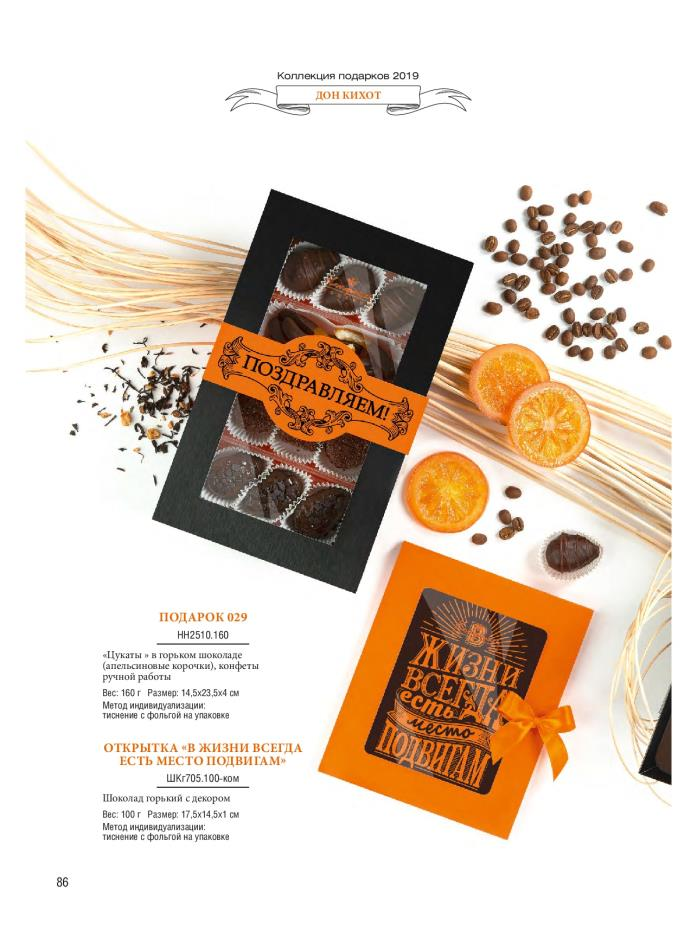 Коллекция подарков 2019
ДОН КИХОТ
ПОЗДРАВЛЯЕМ!
В
ЖИЗНИ
ВСЕГДА
есть
место
ПОДВИГАМ
ПОДАРОК 029
НН2510.160
«Цукаты » в горьком шоколаде
(апельсиновые корочки), конфеты
ручной работы
Вес: 160 г Размер: 14,5х23,5х4 см
Метод индивидуализации:
тиснение с фольгой на упаковке
ОТКРЫТКА «В ЖИЗНИ ВСЕГДА
ЕСТЬ МЕСТО ПОДВИГАМ»
ШКг705.100-ком
Шоколад горький с декором
Вес: 100 г Размер: 17,5х14,5х1 см
Метод индивидуализации:
тиснение с фольгой на упаковке
86